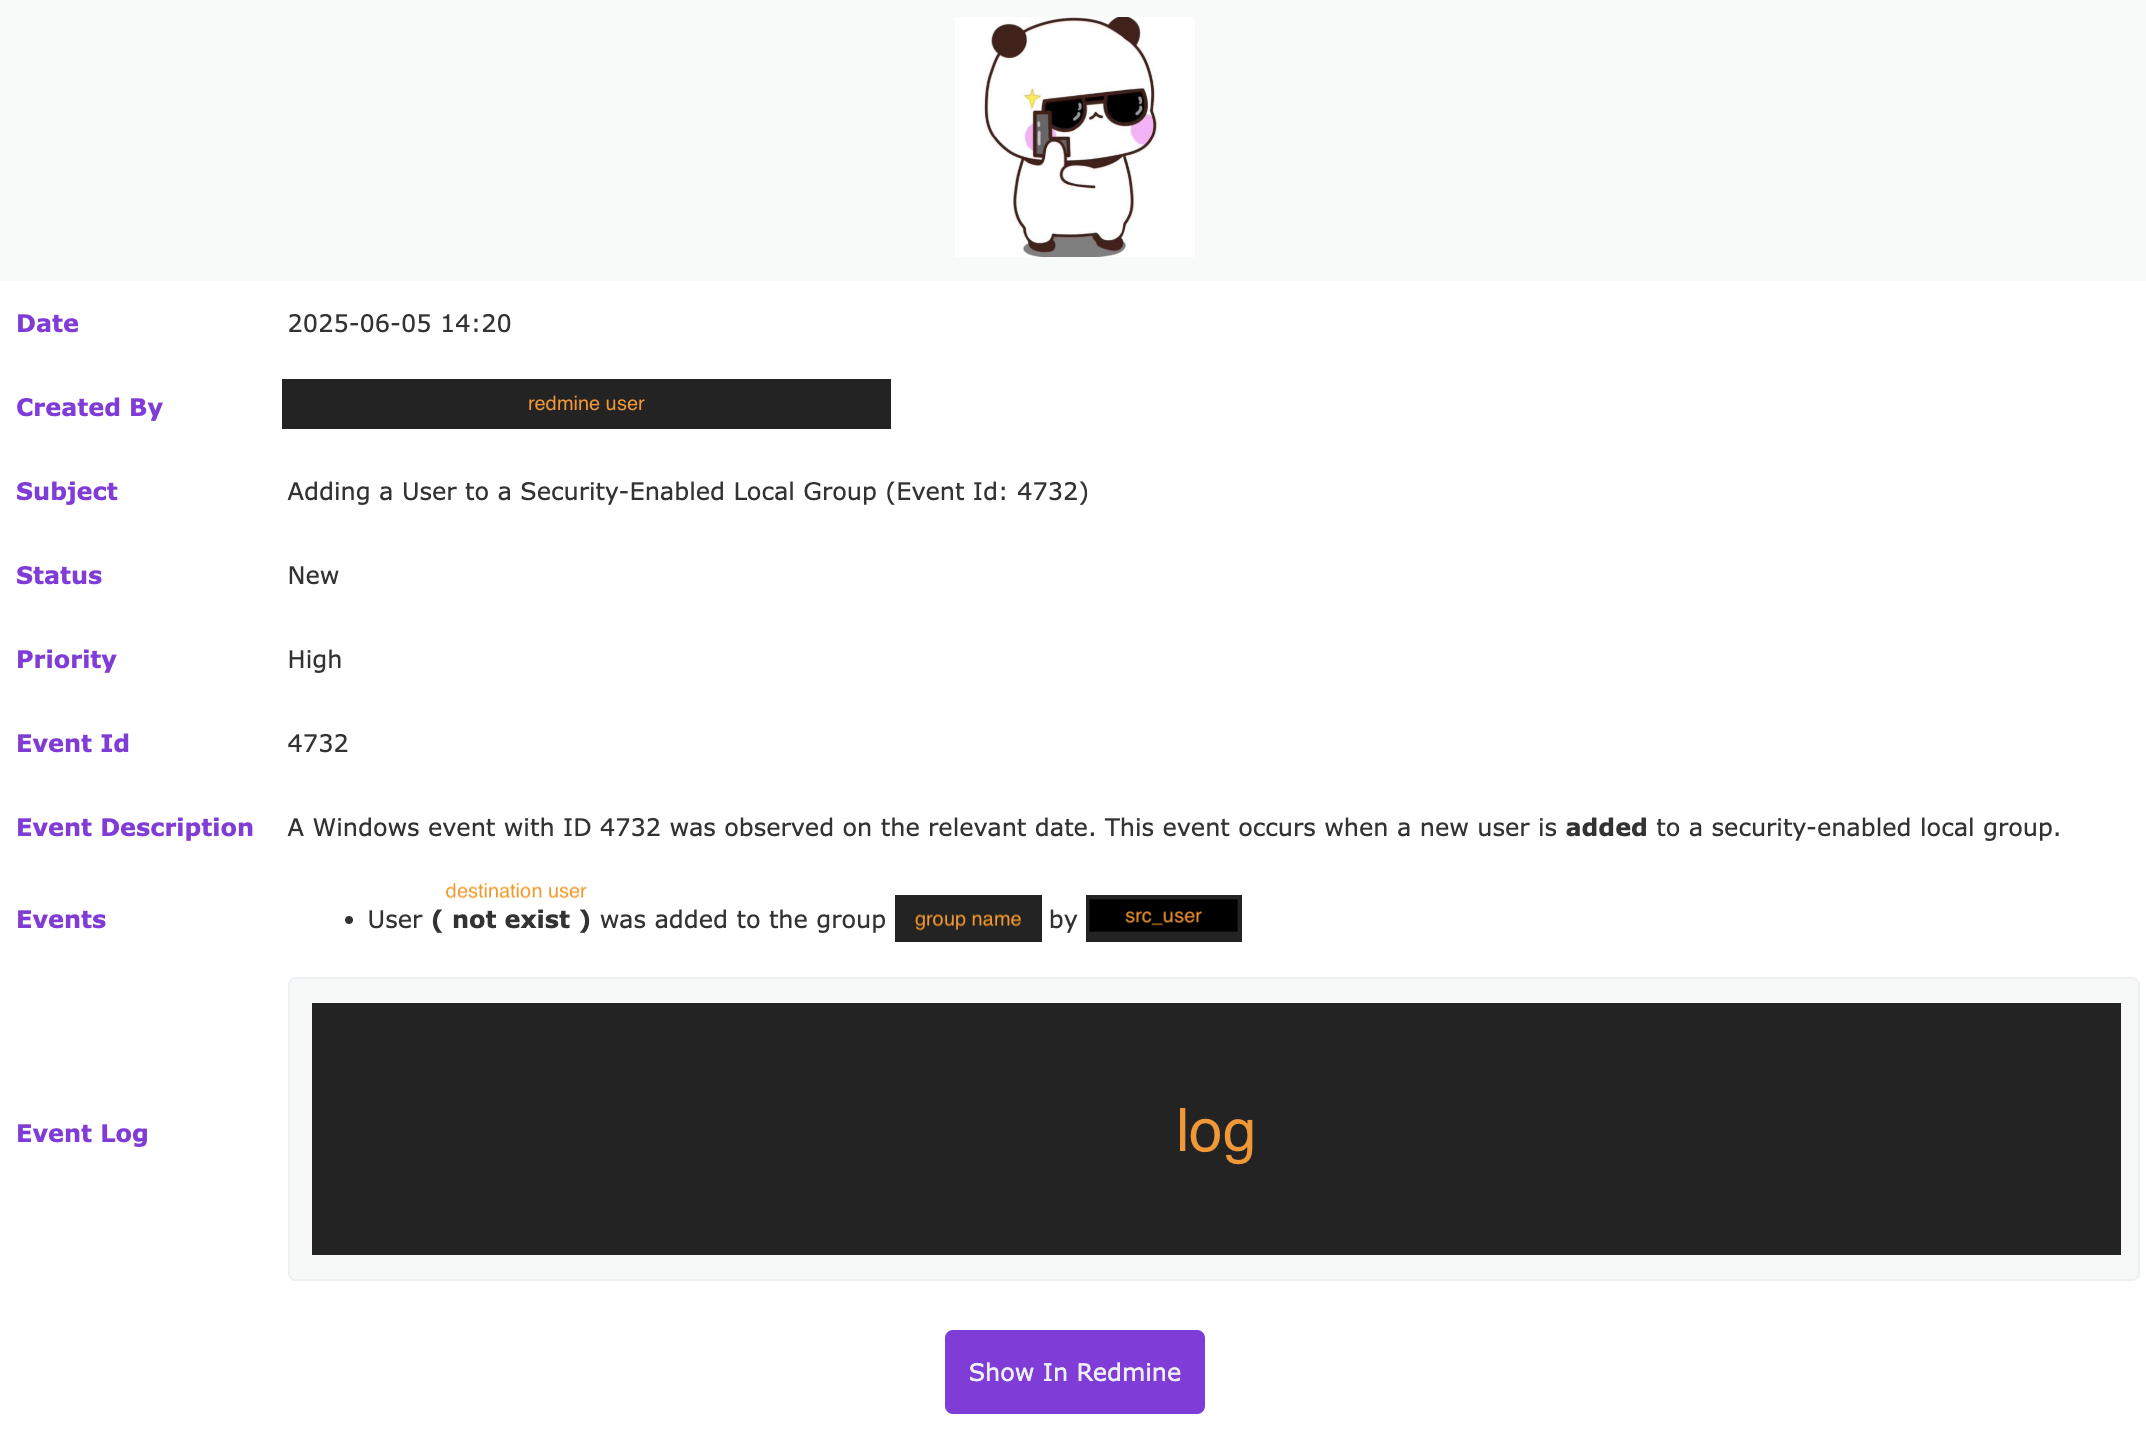 Date 2025-06-05 14:20
Created By redmine user
Subject Adding a User to a Security-Enabled Local Group (Event Id: 4732)
Status New
Priority High
Event Id 4732
Event Description A Windows event with ID 4732 was observed on the relevant date. This event occurs when a new user is added to a security-enabled local group.
destination user
Events • User ( not exist ) was added to the group group name by src_user
Event Log log
Show In Redmine